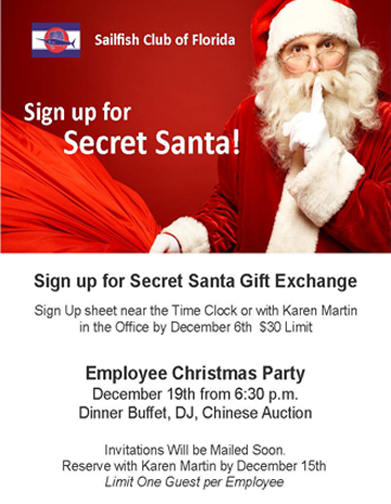 Sailfish Club of Florida
Sign up for
Secret Santa!
Sign up for Secret Santa Gift Exchange
Sign Up sheet near the Time Clock or with Karen Martin
in the Office by December 6th  $30 Limit
Employee Christmas Party
December 19th from 6:30 p.m.
Dinner Buffet, DJ, Chinese Auction
Invitations Will be Mailed Soon.
Reserve with Karen Martin by December 15th
Limit One Guest per Employee